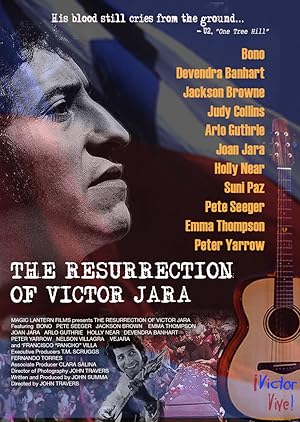 His blood still cries from the ground...
- U2, "One Tree Hill"
Bono
Devendra Banhart
Jackson Browne
Judy Collins
Arlo Guthrie
Joan Jara
Holly Near
Suni Paz
Pete Seeger
Emma Thompson
Peter Yarrow
THE RESURRECTION
OF VICTOR JARA
MAGIC LANTERN FILMS presents THE RESURRECTION OF VICTOR JARA
Featuring BONO PETE SEEGER JACKSON BROWNE EMMA THOMPSON
JOAN JARA ARLO GUTHRIE HOLLY NEAR DEVENDRA BANHART
PETER YARROW NELSON VILLAGRA VEJARA
and "FRANCISCO "PANCHO" VILLA
Executive Producers T.M. SCRUGGS
FERNANDO TORRES
Associate Producer CLARA SALINA
Director of Photography JOHN TRAVERS
Written and Produced by JOHN SUMMA
Directed by JOHN TRAVERS
¡Victor
Vive!